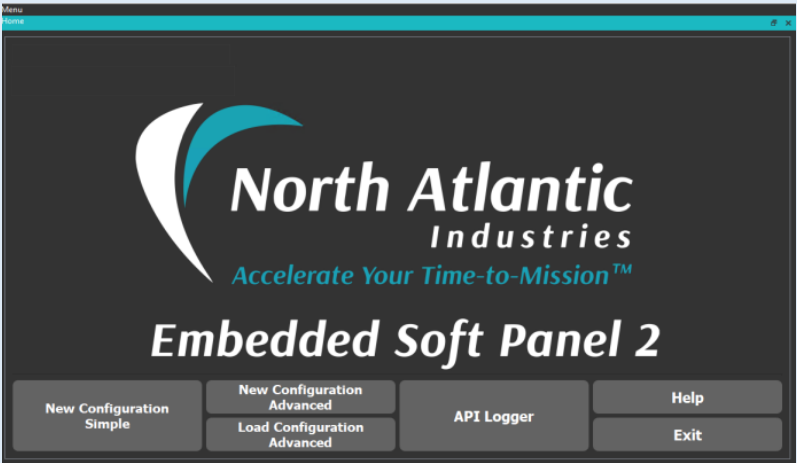 Menu
Home
North Atlantic
Industries
Accelerate Your Time-to-Mission™
Embedded Soft Panel 2
New Configuration
Simple
New Configuration
Advanced
Load Configuration
Advanced
API Logger
Help
Exit